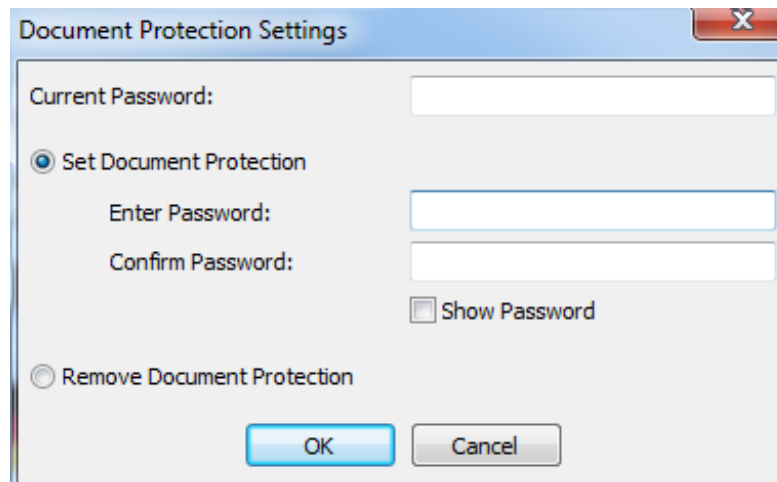 Document Protection Settings
Current Password:
Set Document Protection
Enter Password:
Confirm Password:
Show Password
Remove Document Protection
OK Cancel